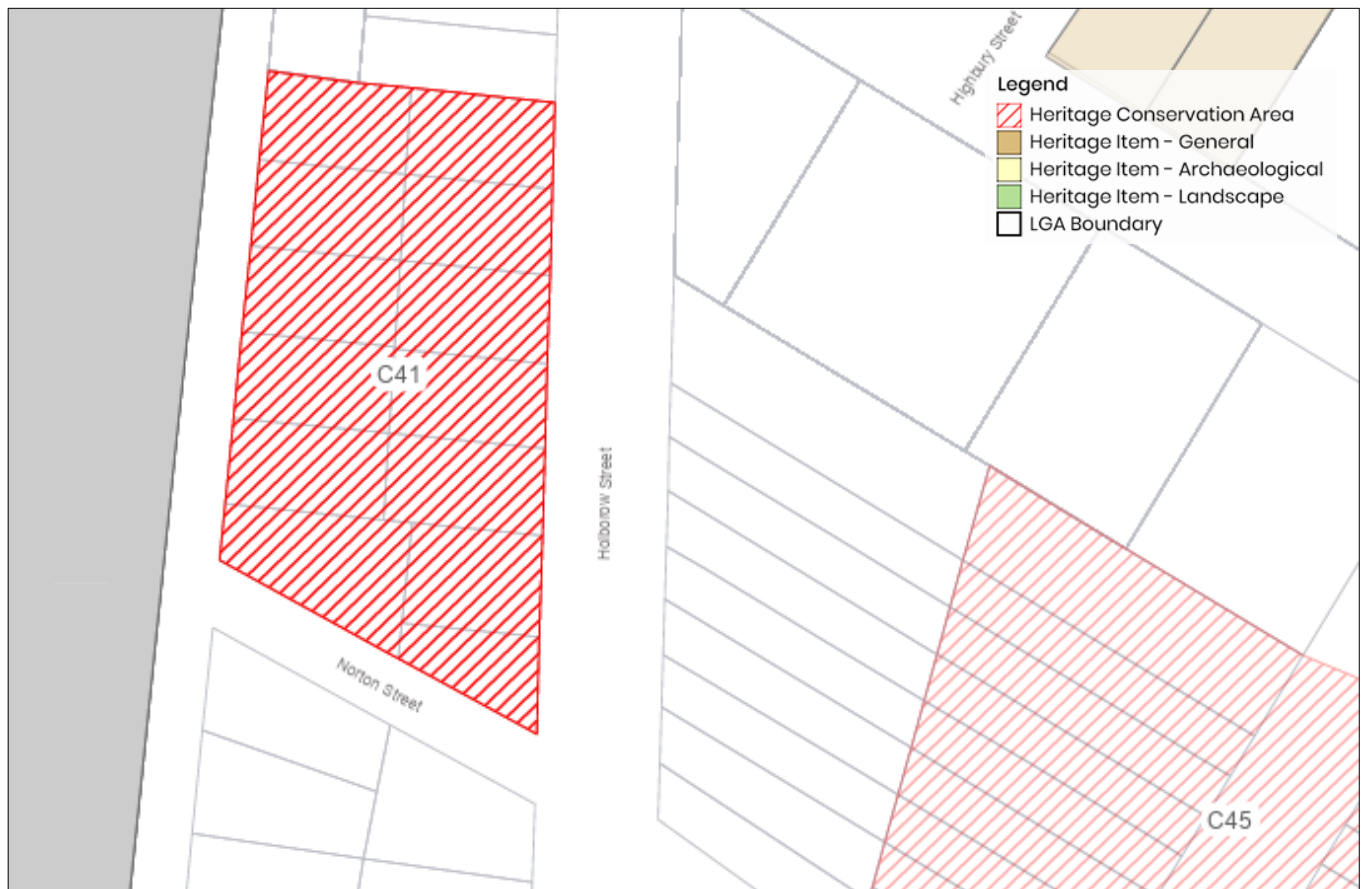 Highbury Street
Legend
Heritage Conservation Area
Heritage Item - General
Heritage Item - Archaeological
Heritage Item - Landscape
LGA Boundary
C41
Holborow Street
Norton Street
C45